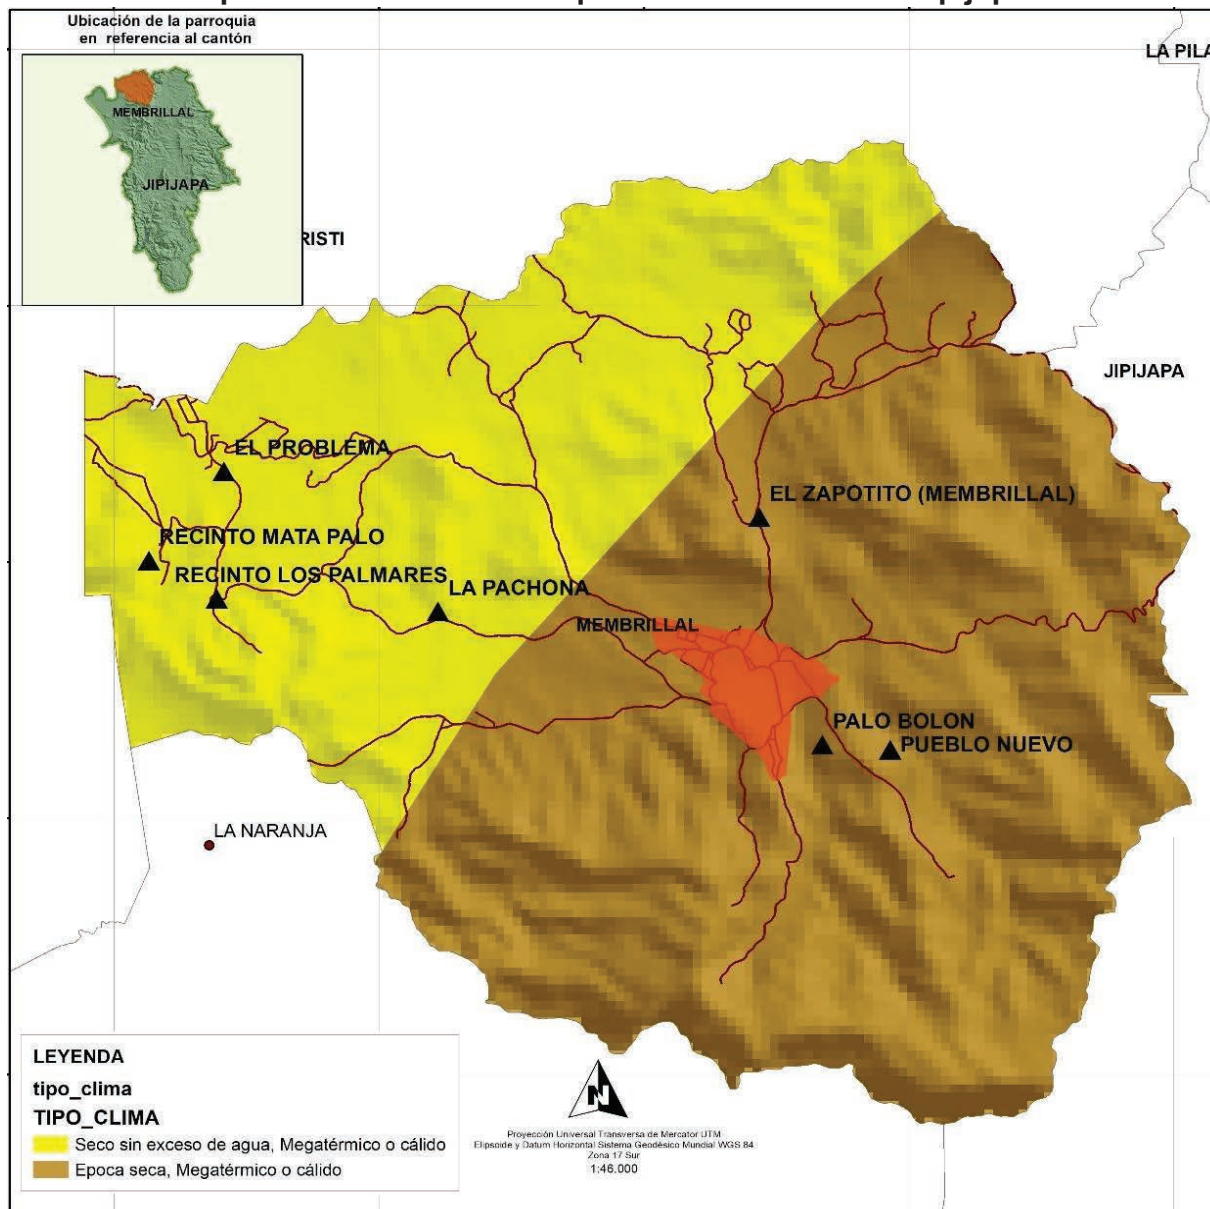 Ubicación de la parroquia
en referencia al cantón
MEMBRILLAL
JIPIJAPA
LA PILA
RISTI
JIPIJAPA
EL PROBLEMA
EL ZAPOTITO (MEMBRILLAL)
RECINTO MATA PALO
RECINTO LOS PALMARES
LA PACHONA
MEMBRILLAL
PALO BOLON
PUEBLO NUEVO
LA NARANJA
LEYENDA
tipo_clima
TIPO_CLIMA
Seco sin exceso de agua, Megatérmico o cálido
Epoca seca, Megatérmico o cálido
N
Proyección Universal Transversa de Mercator UTM
Elipsoide y Datum Horizontal Sistema Geodésico Mundial WGS 84
Zona 17 Sur
1:46.000